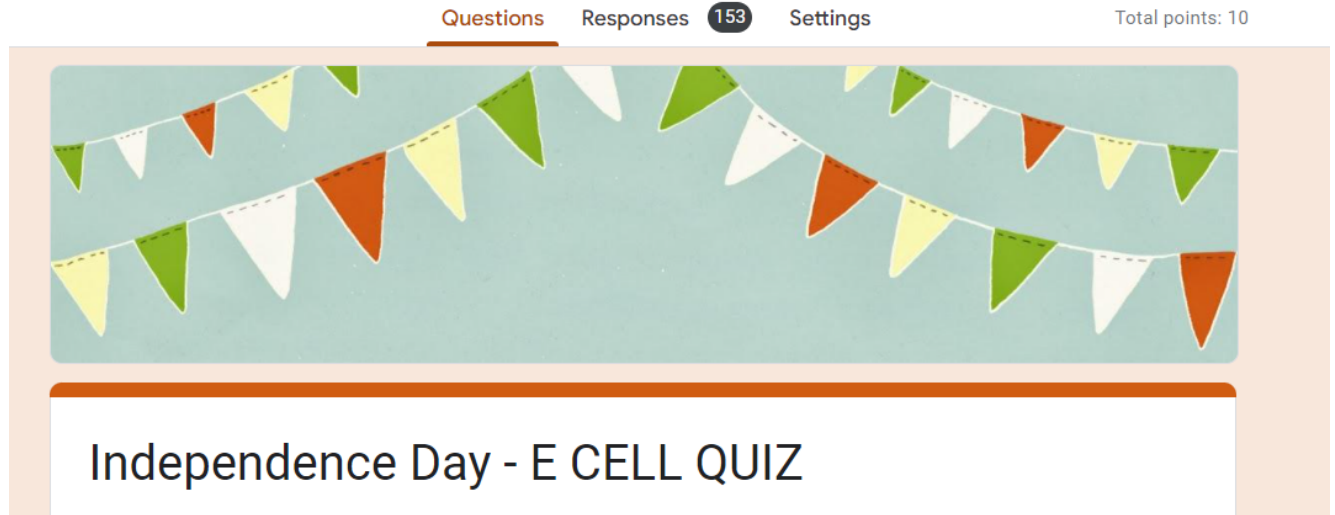 Questions Responses 153 Settings Total points: 10
Independence Day - E CELL QUIZ